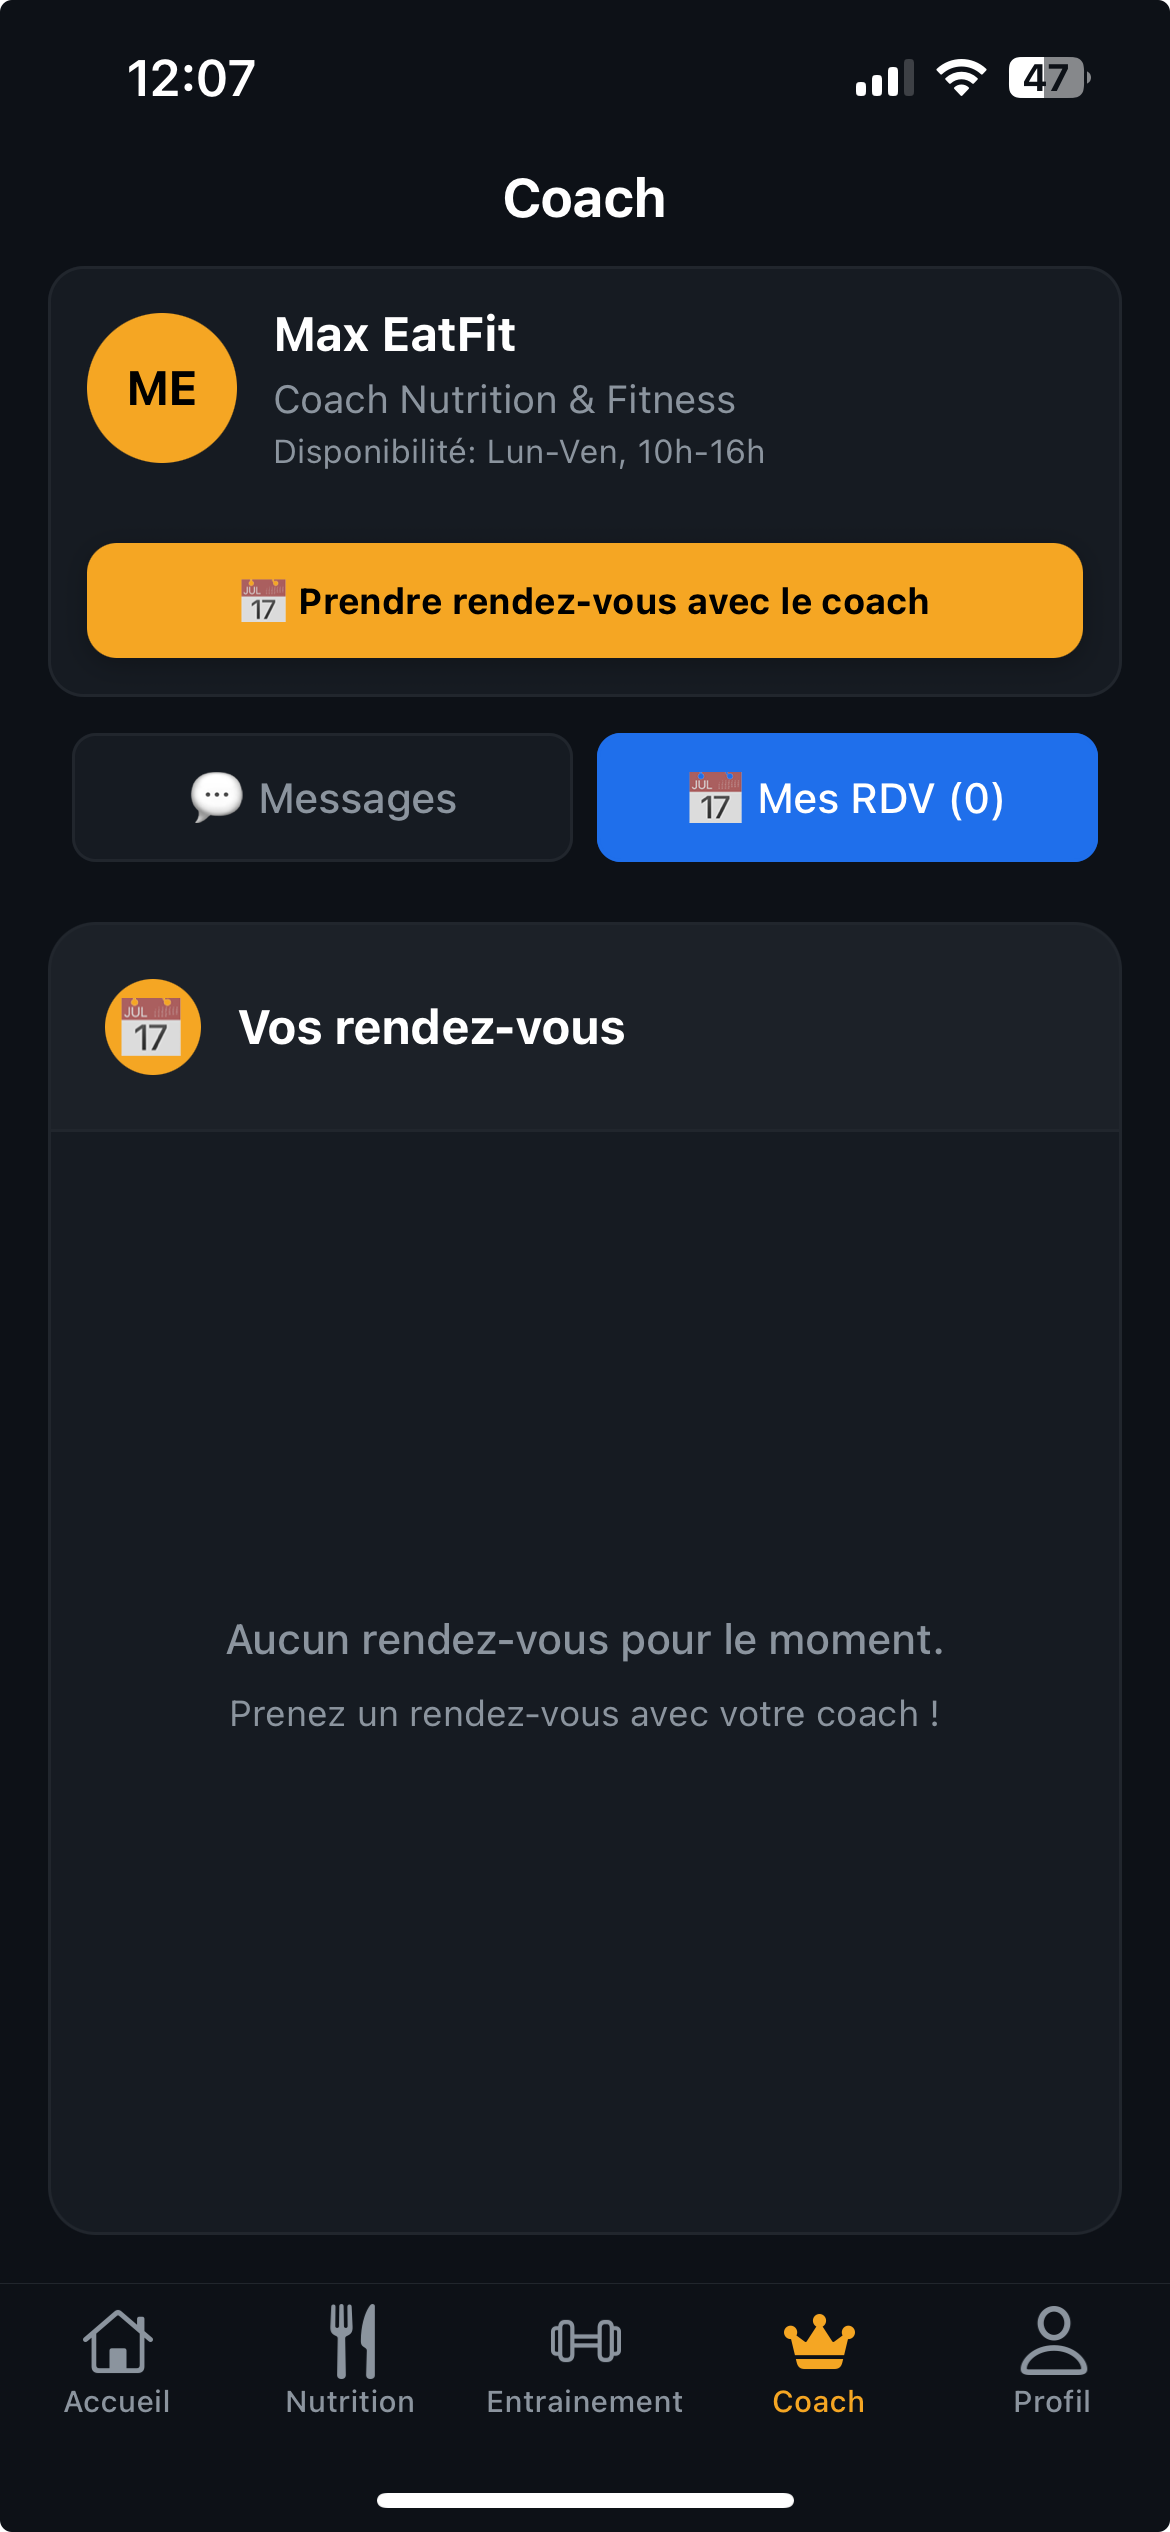 12:07
47
Coach
ME
Max EatFit
Coach Nutrition & Fitness
Disponibilité: Lun-Ven, 10h-16h
JUL 17 Prendre rendez-vous avec le coach
Messages
JUL 17 Mes RDV (0)
JUL 17 Vos rendez-vous
Aucun rendez-vous pour le moment.
Prenez un rendez-vous avec votre coach !
Accueil
Nutrition
Entrainement
Coach
Profil